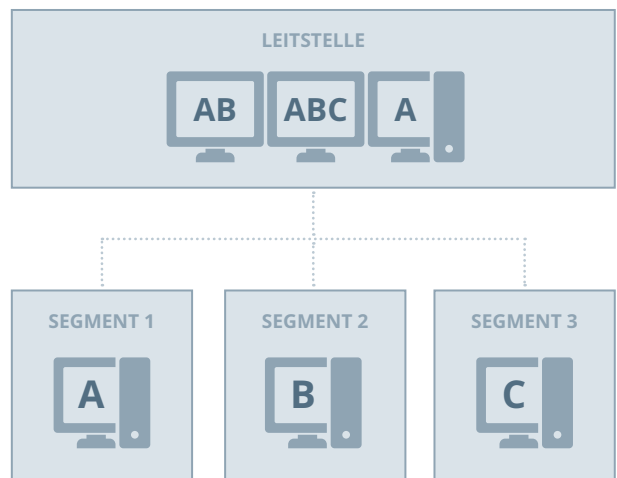 LEITSTELLE
AB ABC A
SEGMENT 1 SEGMENT 2 SEGMENT 3
A B C